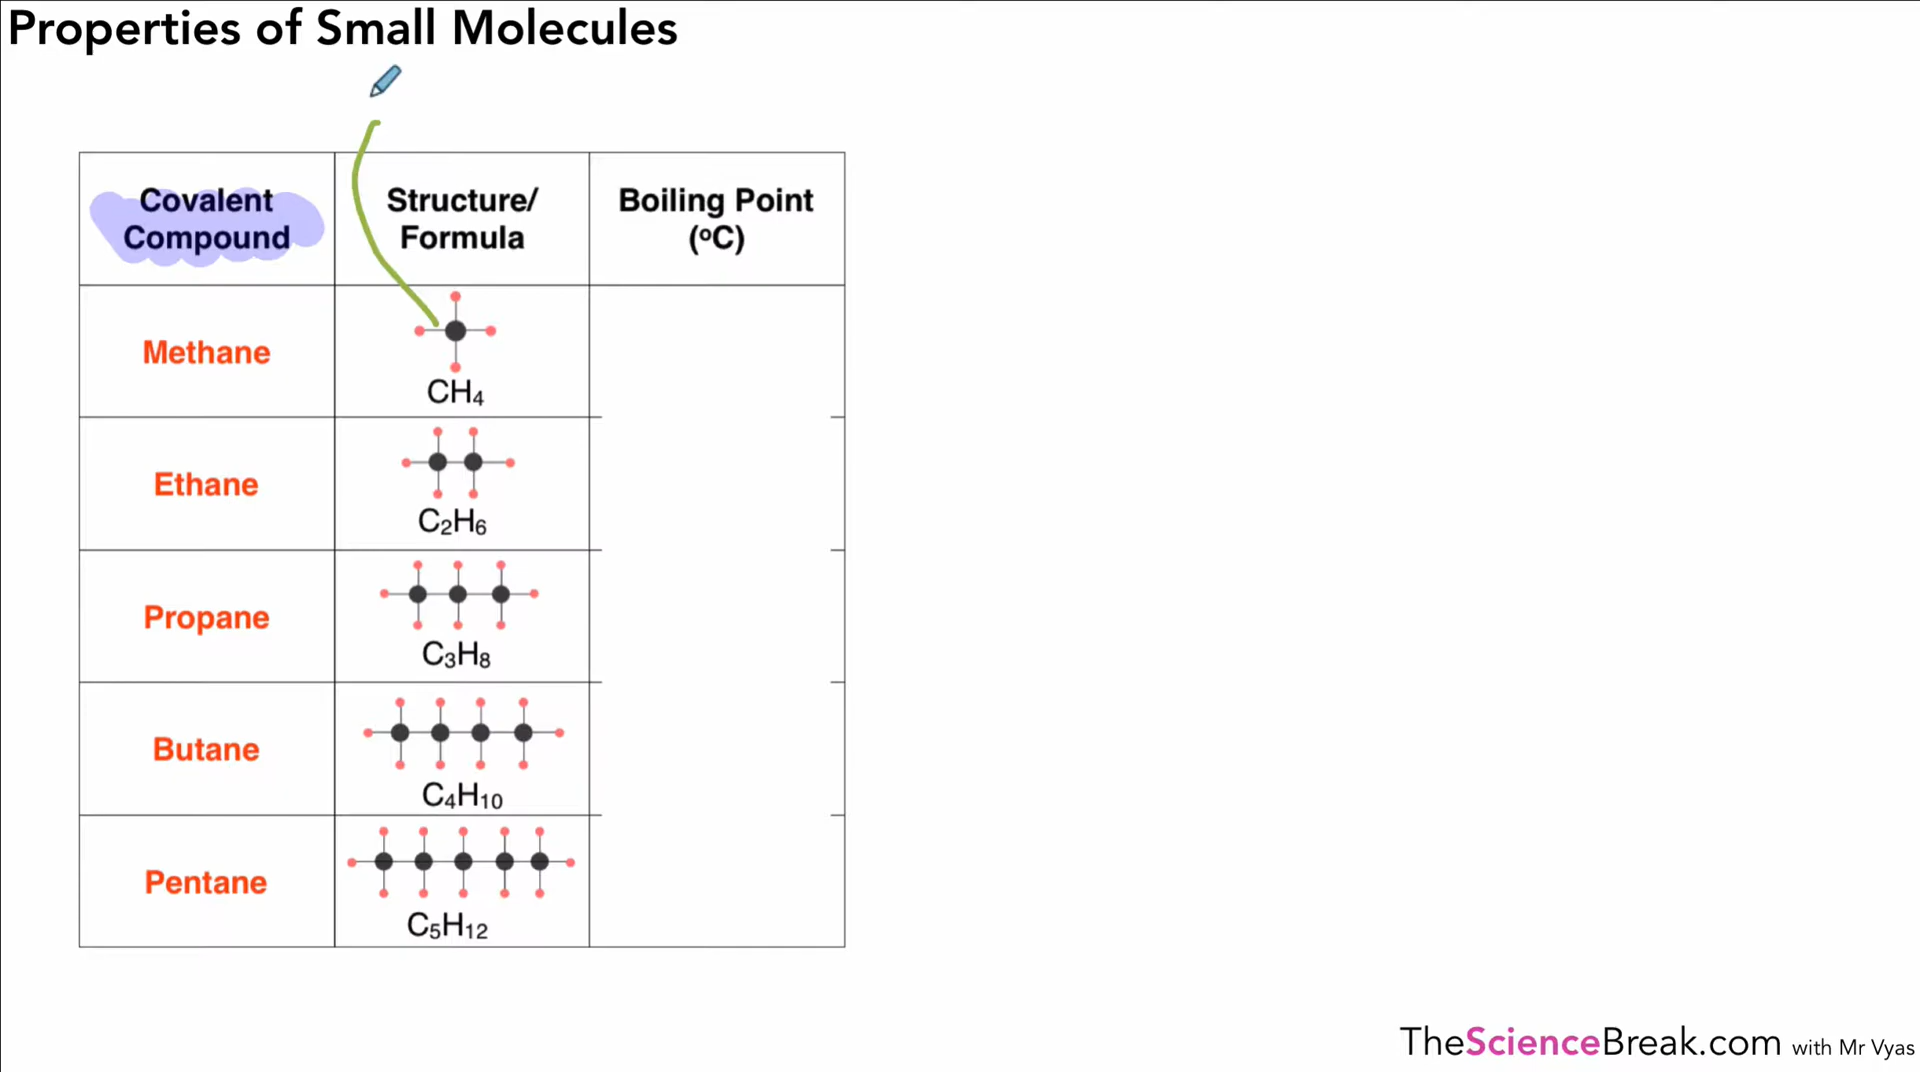 Properties of Small Molecules
Covalent
Compound
Structure/
Formula
Boiling Point
(ºC)
Methane
CH₄
Ethane
C₂H₆
Propane
C₃H₈
Butane
C₄H₁₀
Pentane
C₅H₁₂
TheScienceBreak.com with Mr Vyas